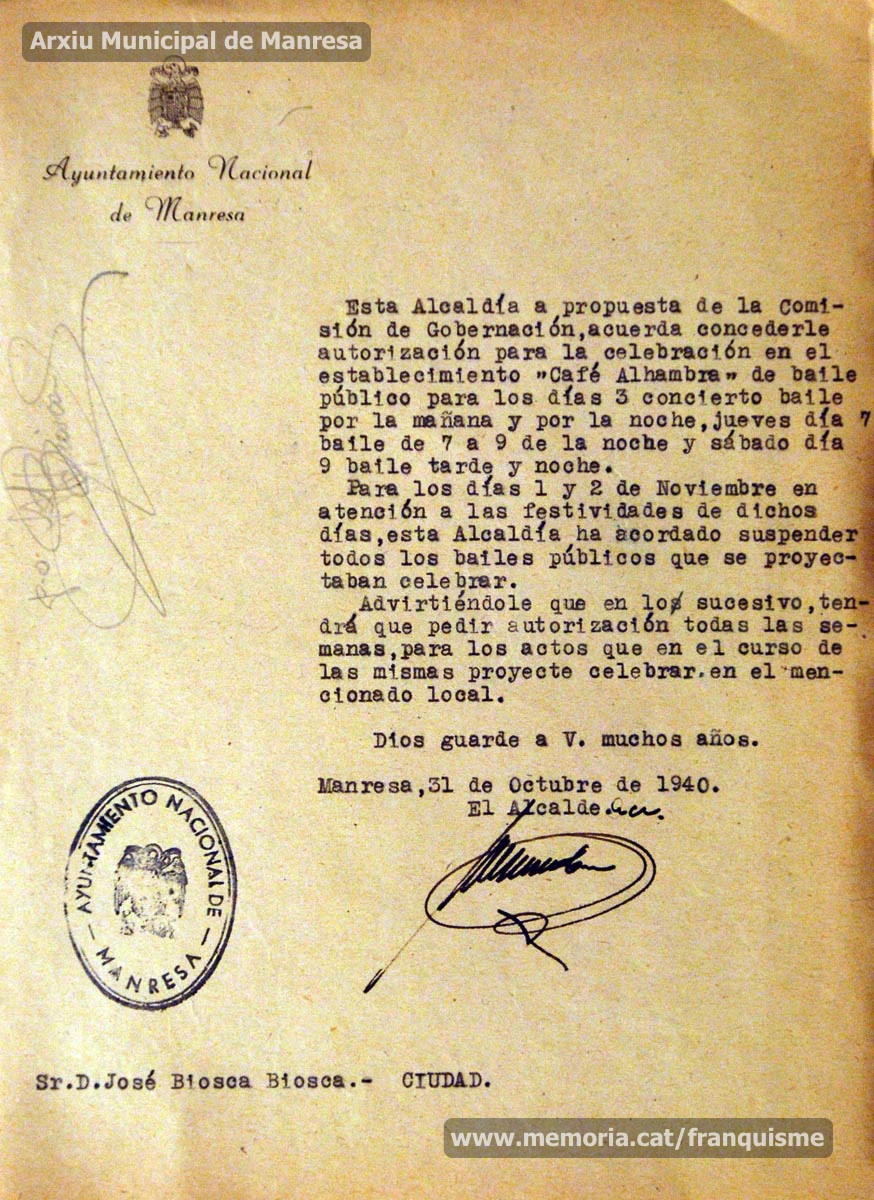 Arxiu Municipal de Manresa
Ayuntamiento Nacional
de Manresa
Esta Alcaldía a propuesta de la Comi-
sión de Gobernación,acuerda concederle
autorización para la celebración en el
establecimiento "Café Alhambra" de baile
público para los días 3 concierto baile
por la mañana y por la noche,jueves día 7
baile de 7 a 9 de la noche y sábado día
9 baile tarde y noche.
Para los días 1 y 2 de Noviembre en
atención a las festividades de dichos
días,esta Alcaldía ha acordado suspender
todos los bailes públicos que se proyec-
taban celebrar.
Advirtiéndole que en lo sucesivo,ten-
drá que pedir autorización todas las se-
manas,para los actos que en el curso de
las mismas proyecte celebrar.en el men-
cionado local.
Dios guarde a V. muchos años.
Manresa,31 de Octubre de 1940.
El Alcalde
p.o.
AYUNTAMIENTO NACIONAL DE
— MANRESA —
Sr.D.José Biosca Biosca.- CIUDAD.
www.memoria.cat/franquisme